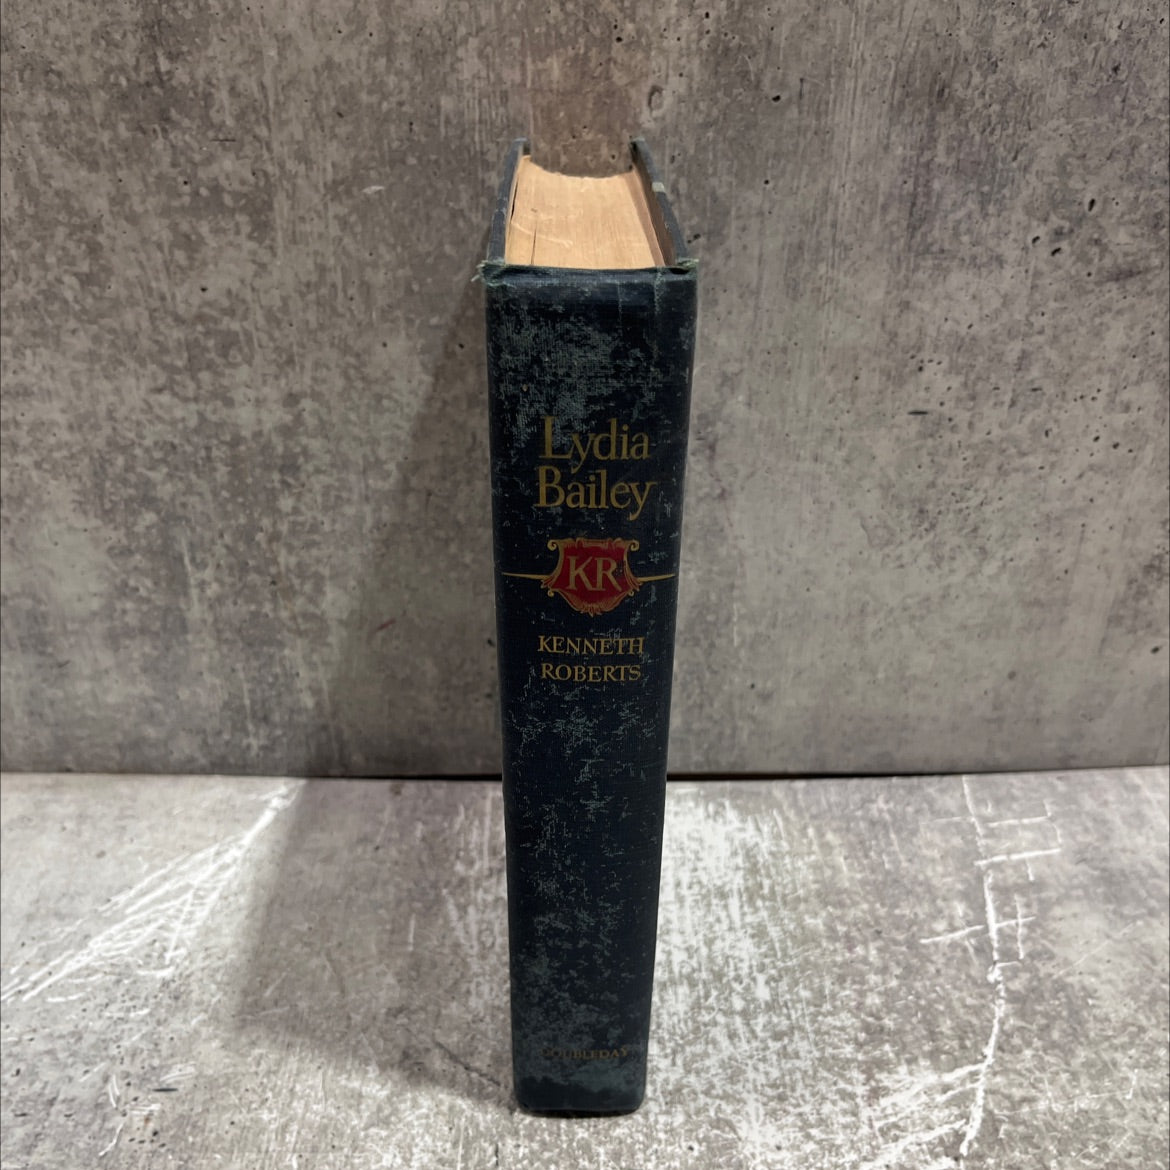 Lydia
Bailey
KR
KENNETH
ROBERTS
DOUBLEDAY